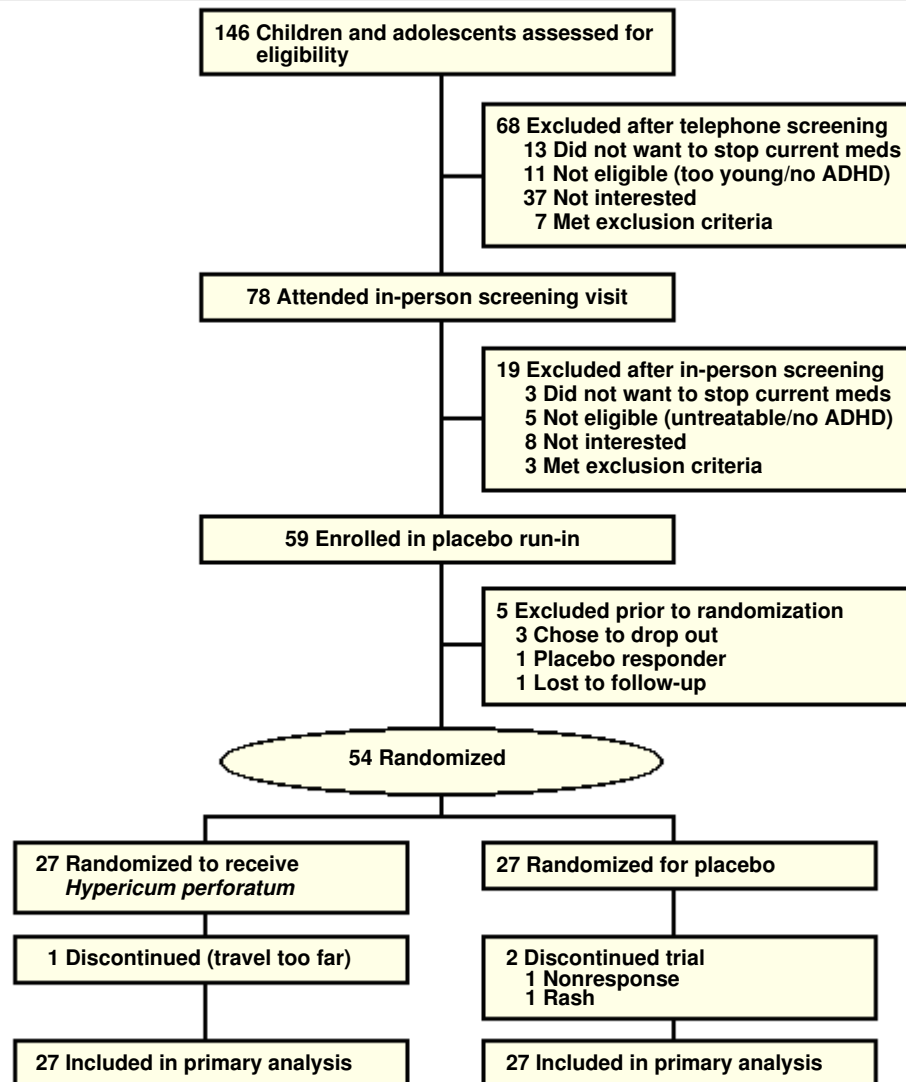 146 Children and adolescents assessed for
eligibility
68 Excluded after telephone screening
13 Did not want to stop current meds
11 Not eligible (too young/no ADHD)
37 Not interested
7 Met exclusion criteria
78 Attended in-person screening visit
19 Excluded after in-person screening
3 Did not want to stop current meds
5 Not eligible (untreatable/no ADHD)
8 Not interested
3 Met exclusion criteria
59 Enrolled in placebo run-in
5 Excluded prior to randomization
3 Chose to drop out
1 Placebo responder
1 Lost to follow-up
54 Randomized
27 Randomized to receive
Hypericum perforatum
27 Randomized for placebo
1 Discontinued (travel too far)
2 Discontinued trial
1 Nonresponse
1 Rash
27 Included in primary analysis
27 Included in primary analysis